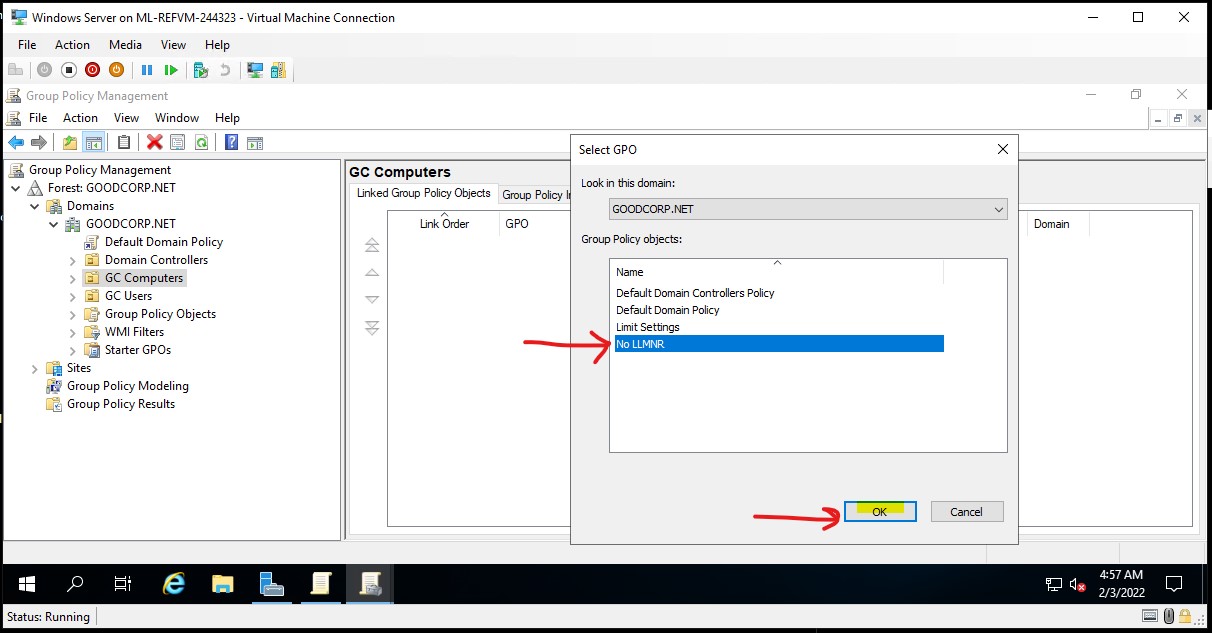 Windows Server on ML-REFVM-244323 - Virtual Machine Connection
File Action Media View Help
Group Policy Management
File Action View Window Help
Group Policy Management
Forest: GOODCORP.NET
Domains
GOODCORP.NET
Default Domain Policy
Domain Controllers
GC Computers
GC Users
Group Policy Objects
WMI Filters
Starter GPOs
Sites
Group Policy Modeling
Group Policy Results
GC Computers
Linked Group Policy Objects Group Policy In
Link Order GPO Domain
Select GPO
Look in this domain:
GOODCORP.NET
Group Policy objects:
Name
Default Domain Controllers Policy
Default Domain Policy
Limit Settings
No LLMNR
OK Cancel
4:57 AM
2/3/2022
Status: Running